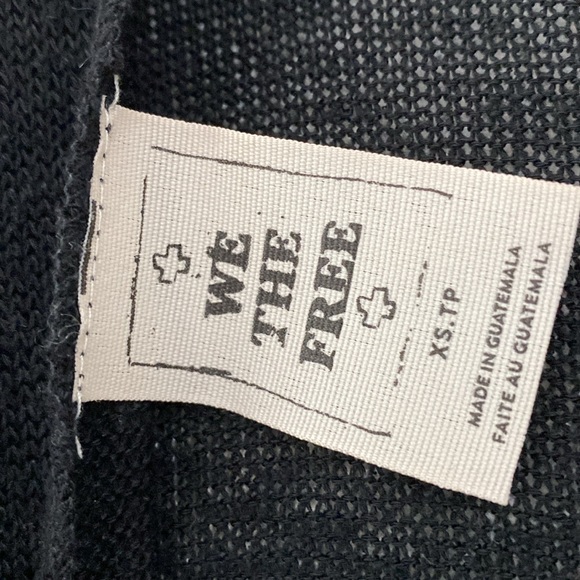 WE
THE
FREE
XS.TP
MADE IN GUATEMALA
FAITE AU GUATEMALA